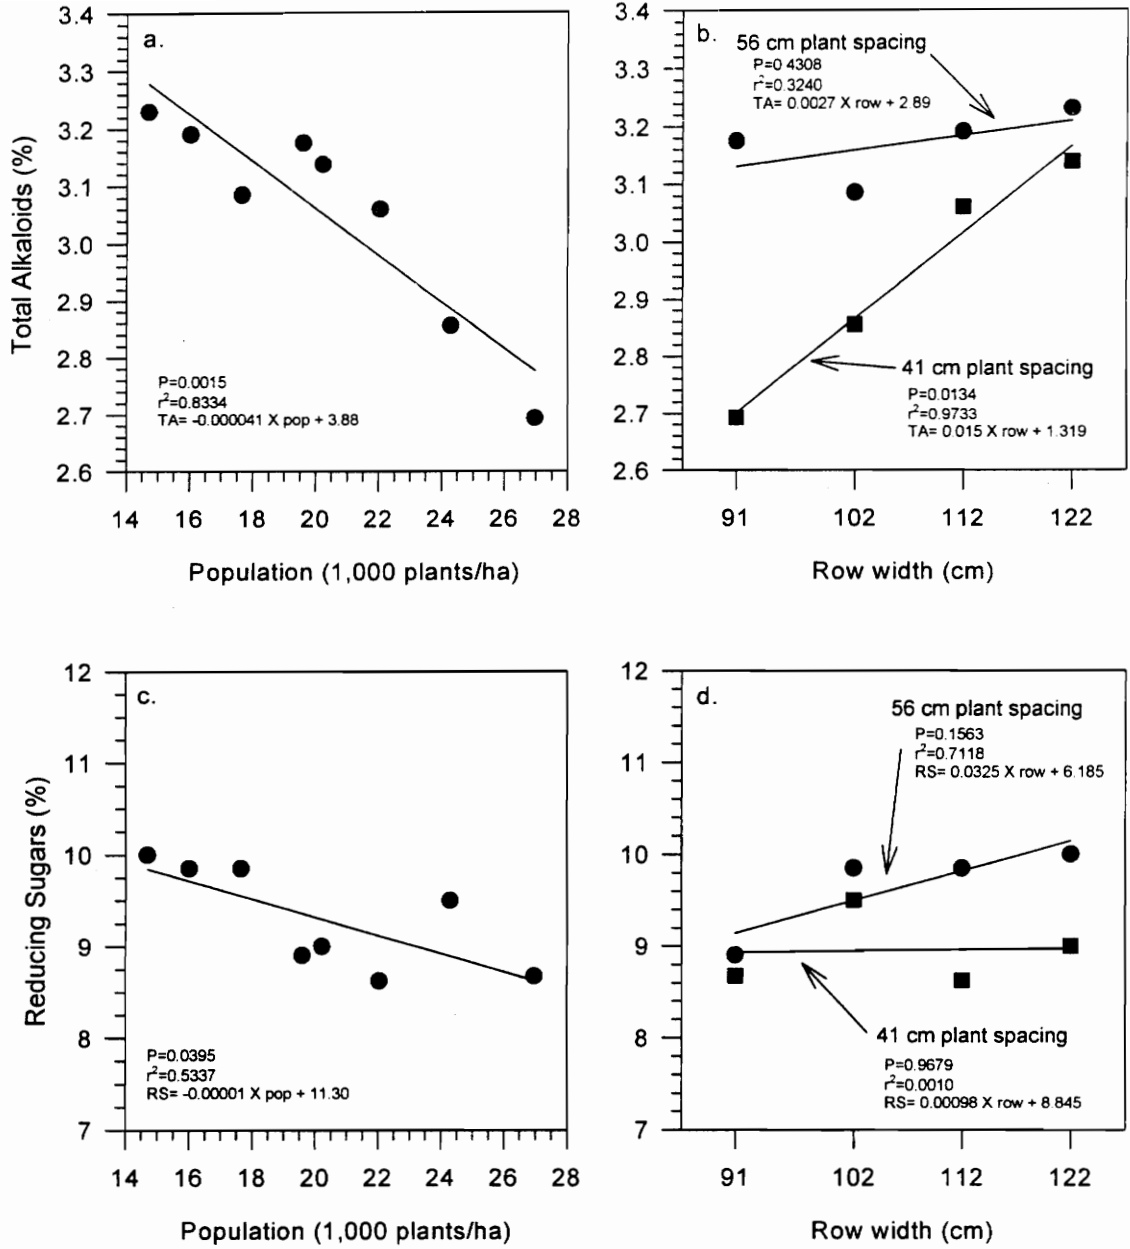 a.
3.4
3.3
3.2
3.1
3.0
2.9
2.8
2.7
2.6
Total Alkaloids (%)
P=0.0015
r²=0.8334
TA= -0.000041 X pop + 3.88
14 16 18 20 22 24 26 28
Population (1,000 plants/ha)
b.
3.4
3.3
3.2
3.1
3.0
2.9
2.8
2.7
2.6
56 cm plant spacing
P=0.4308
r²=0.3240
TA= 0.0027 X row + 2.89
41 cm plant spacing
P=0.0134
r²=0.9733
TA= 0.015 X row + 1.319
91 102 112 122
Row width (cm)
c.
12
11
10
9
8
7
Reducing Sugars (%)
P=0.0395
r²=0.5337
RS= -0.00001 X pop + 11.30
14 16 18 20 22 24 26 28
Population (1,000 plants/ha)
d.
12
11
10
9
8
7
56 cm plant spacing
P=0.1563
r²=0.7118
RS= 0.0325 X row + 6.185
41 cm plant spacing
P=0.9679
r²=0.0010
RS= 0.00098 X row + 8.845
91 102 112 122
Row width (cm)